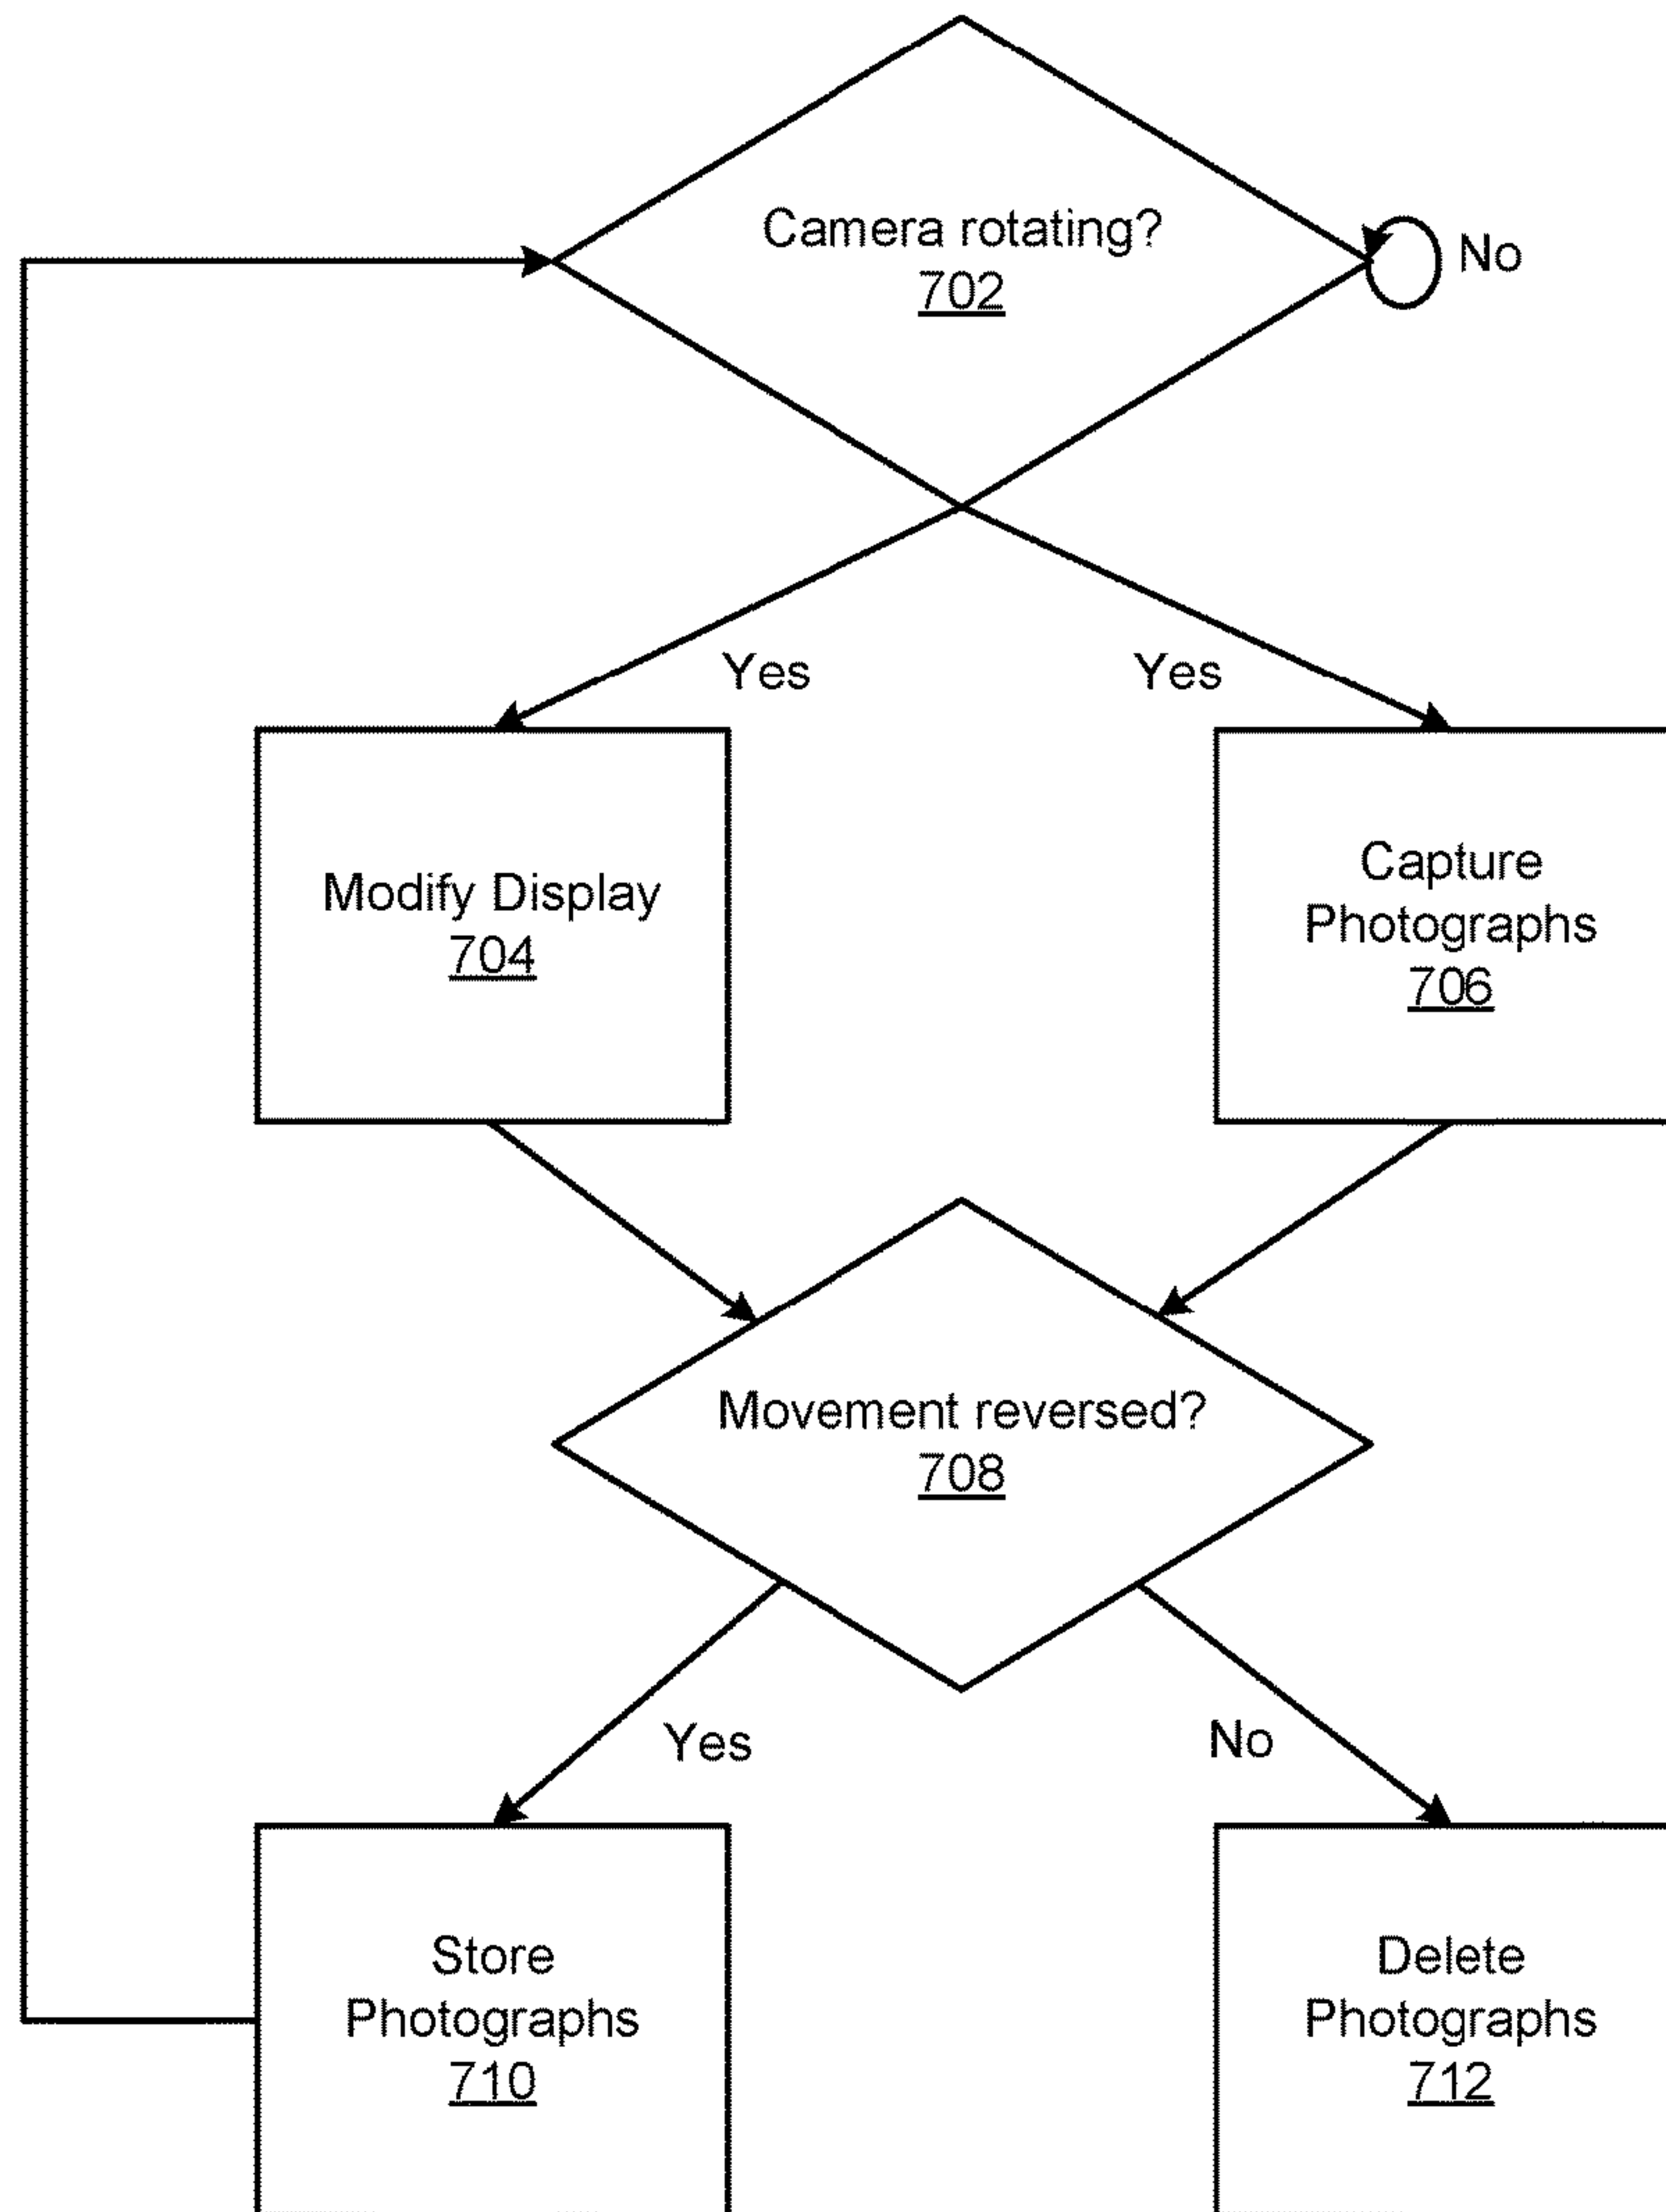 Camera rotating?
702
No
Yes
Yes
Modify Display
704
Capture
Photographs
706
Movement reversed?
708
Yes
No
Store
Photographs
710
Delete
Photographs
712